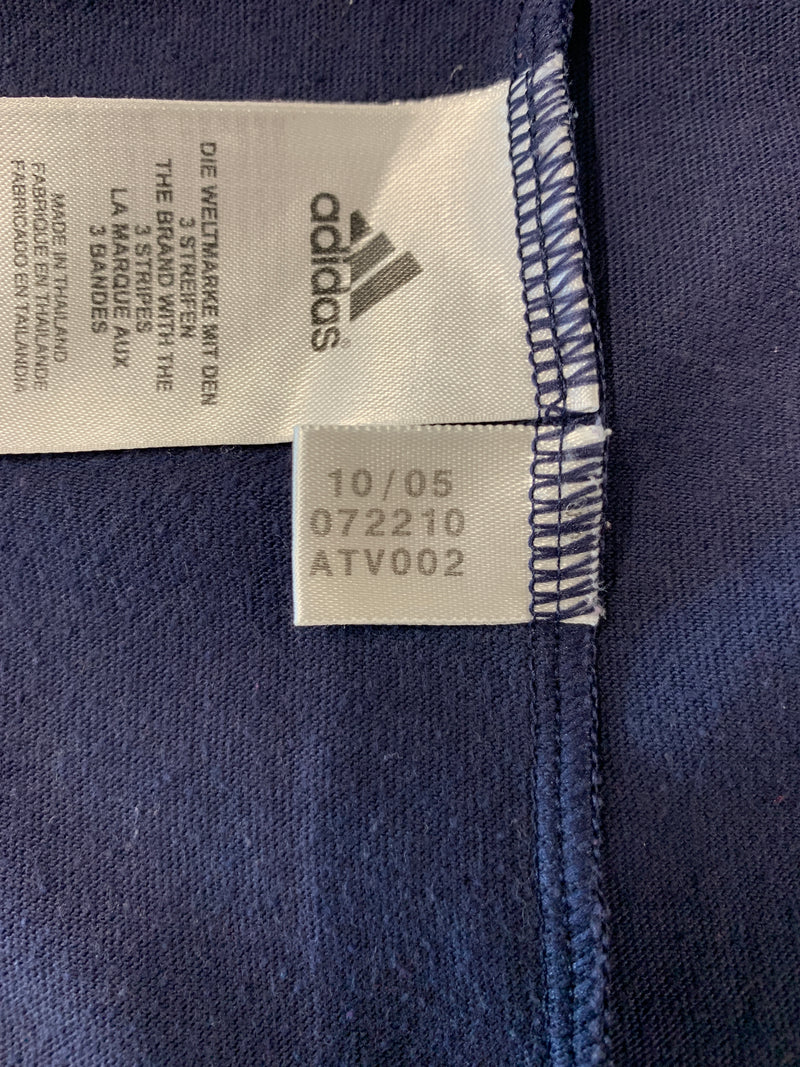 adidas
DIE WELTMARKE MIT DEN
3 STREIFEN
THE BRAND WITH THE
3 STRIPES
LA MARQUE AUX
3 BANDES
MADE IN THAILAND
FABRIQUE EN THAILANDE
FABRICADO EN TAILANDIA
10/05
072210
ATV002